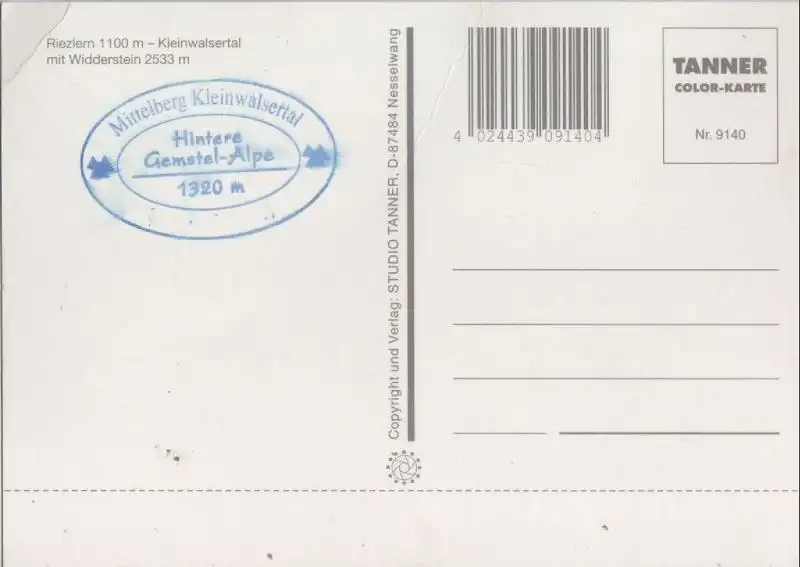 Riezlern 1100 m – Kleinwalsertal
mit Widderstein 2533 m
Mittelberg Kleinwalsertal
Hintere
Gemstel-Alpe
1320 m
Copyright und Verlag: STUDIO TANNER, D-87484 Nesselwang
4 024439 091404
TANNER
COLOR-KARTE
Nr. 9140